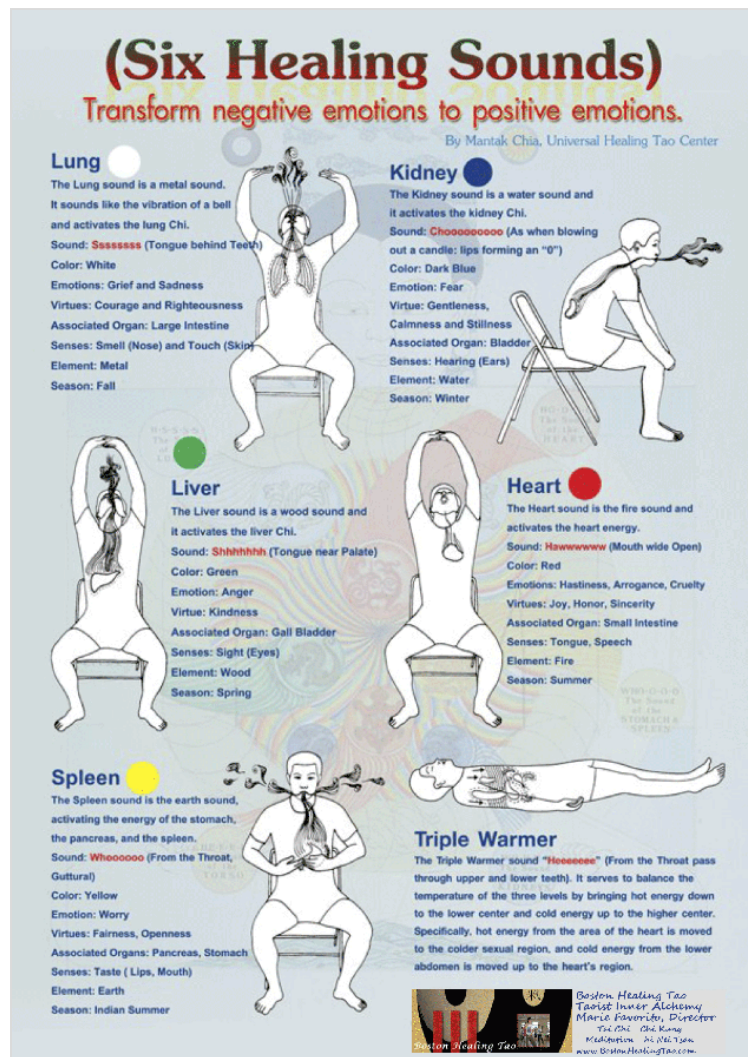 (Six Healing Sounds)
Transform negative emotions to positive emotions.
By Mantak Chia, Universal Healing Tao Center
Lung
The Lung sound is a metal sound.
It sounds like the vibration of a bell
and activates the lung Chi.
Sound: Ssssssss (Tongue behind Teeth)
Color: White
Emotions: Grief and Sadness
Virtues: Courage and Righteousness
Associated Organ: Large Intestine
Senses: Smell (Nose) and Touch (Skin)
Element: Metal
Season: Fall
Kidney
The Kidney sound is a water sound and
it activates the kidney Chi.
Sound: Chooooooooo (As when blowing
out a candle: lips forming an “0”)
Color: Dark Blue
Emotion: Fear
Virtue: Gentleness,
Calmness and Stillness
Associated Organ: Bladder
Senses: Hearing (Ears)
Element: Water
Season: Winter
Liver
The Liver sound is a wood sound and
it activates the liver Chi.
Sound: Shhhhhhh (Tongue near Palate)
Color: Green
Emotion: Anger
Virtue: Kindness
Associated Organ: Gall Bladder
Senses: Sight (Eyes)
Element: Wood
Season: Spring
Heart
The Heart sound is the fire sound and
activates the heart energy.
Sound: Hawwwwww (Mouth wide Open)
Color: Red
Emotions: Hastiness, Arrogance, Cruelty
Virtues: Joy, Honor, Sincerity
Associated Organ: Small Intestine
Senses: Tongue, Speech
Element: Fire
Season: Summer
WHO-O-O-O
The Sound
of the
STOMACH &
SPLEEN
Spleen
The Spleen sound is the earth sound,
activating the energy of the stomach,
the pancreas, and the spleen.
Sound: Whoooooo (From the Throat,
Guttural)
Color: Yellow
Emotion: Worry
Virtues: Fairness, Openness
Associated Organs: Pancreas, Stomach
Senses: Taste ( Lips, Mouth)
Element: Earth
Season: Indian Summer
Triple Warmer
The Triple Warmer sound “Heeeeeee” (From the Throat pass
through upper and lower teeth). It serves to balance the
temperature of the three levels by bringing hot energy down
to the lower center and cold energy up to the higher center.
Specifically, hot energy from the area of the heart is moved
to the colder sexual region, and cold energy from the lower
abdomen is moved up to the heart's region.
Boston Healing Tao
Boston Healing Tao
Taoist Inner Alchemy
Marie Favorito, Director
Tai Chi Chi Kung
Meditation Chi Nei Tsan
www.BostonHealingTao.com